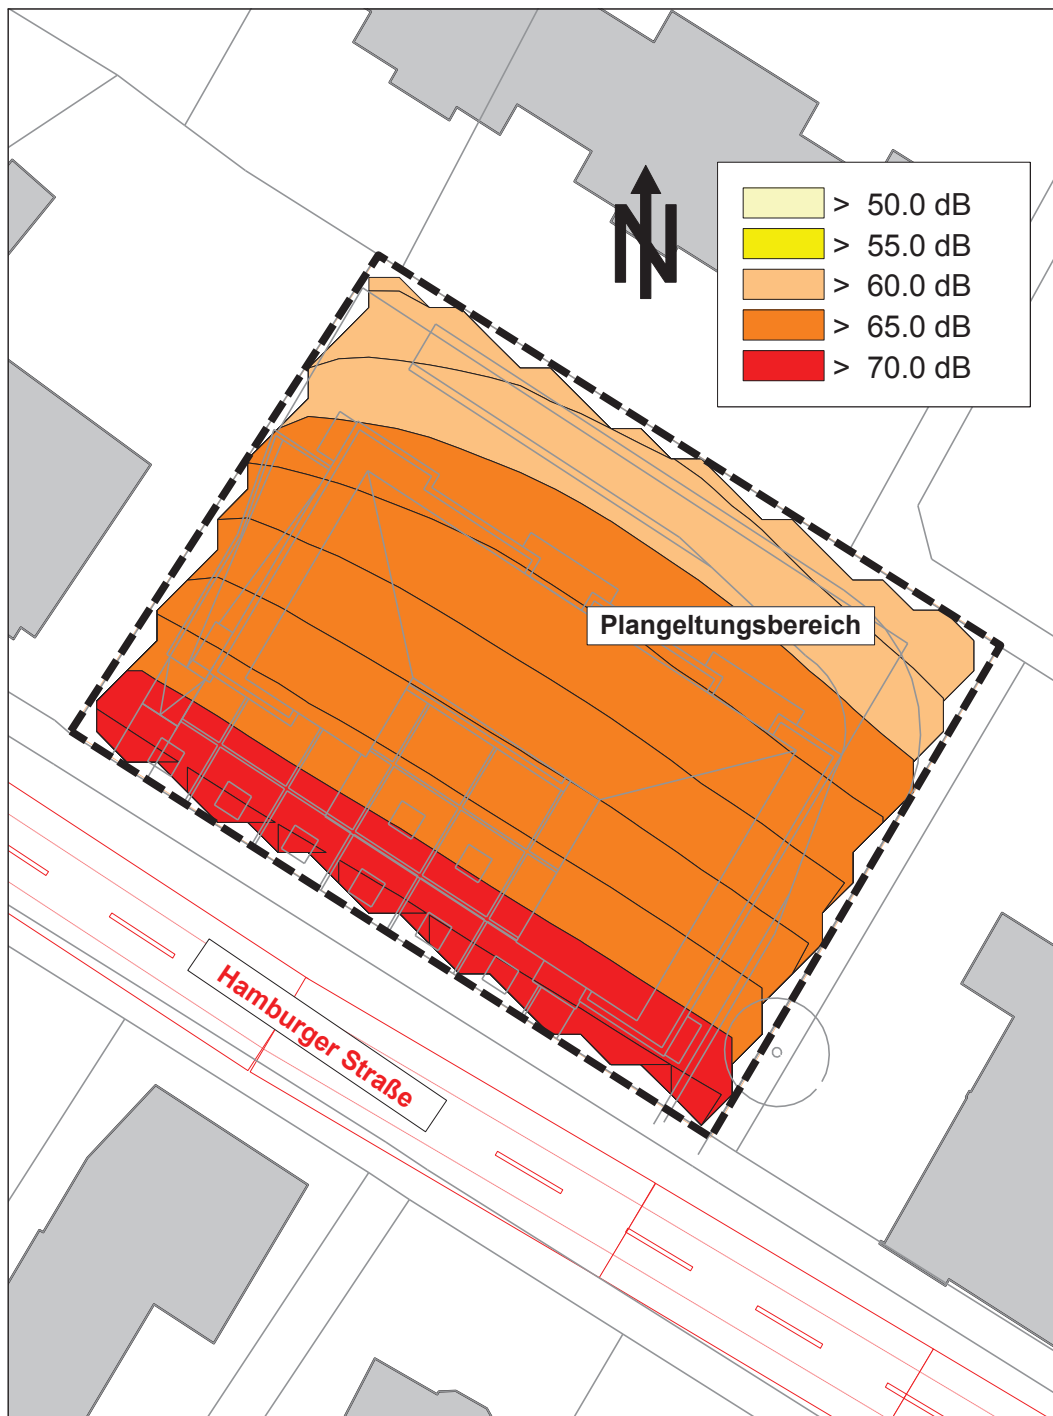 N
> 50.0 dB
> 55.0 dB
> 60.0 dB
> 65.0 dB
> 70.0 dB
Plangeltungsbereich
Hamburger Straße